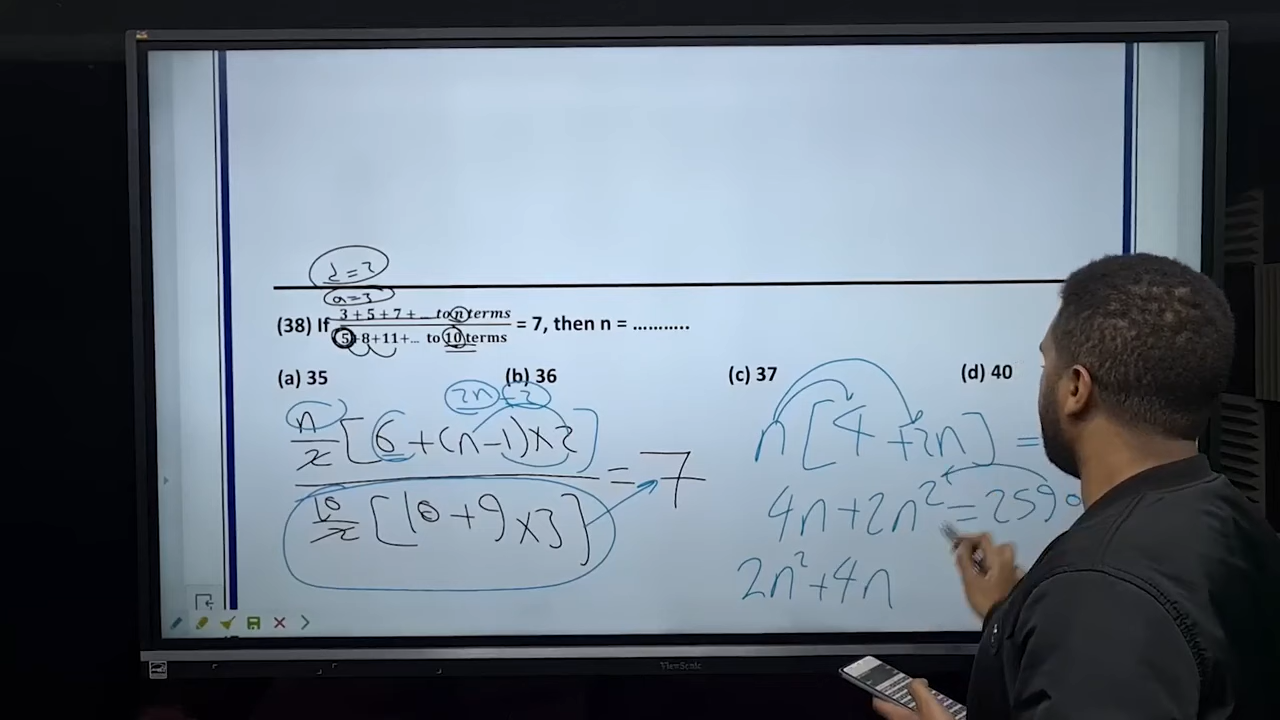 d=2
a=3
(38) If 3 + 5 + 7 + ... to n terms / 5+8+11+... to 10 terms = 7, then n = ...........
(a) 35 (b) 36 (c) 37 (d) 40
2n-2
n/2 [6 + (n-1)×2] / 10/2 [10 + 9×3] = 7
n[4 + 2n] =
4n + 2n² = 2590
2n² + 4n
ViewSonic